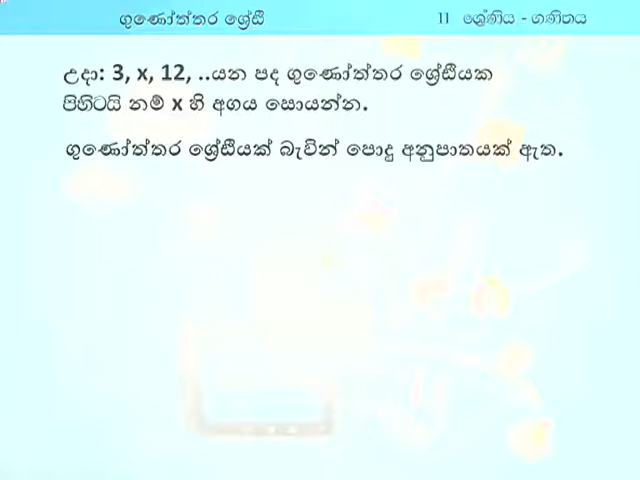 ගුණෝත්තර ශ්‍රේඪී
11 ශ්‍රේණිය - ගණිතය
උදා: 3, x, 12, ..යන පද ගුණෝත්තර ශ්‍රේඪියක
පිහිටයි නම් x හි අගය සොයන්න.
ගුණෝත්තර ශ්‍රේඪියක් බැවින් පොදු අනුපාතයක් ඇත.